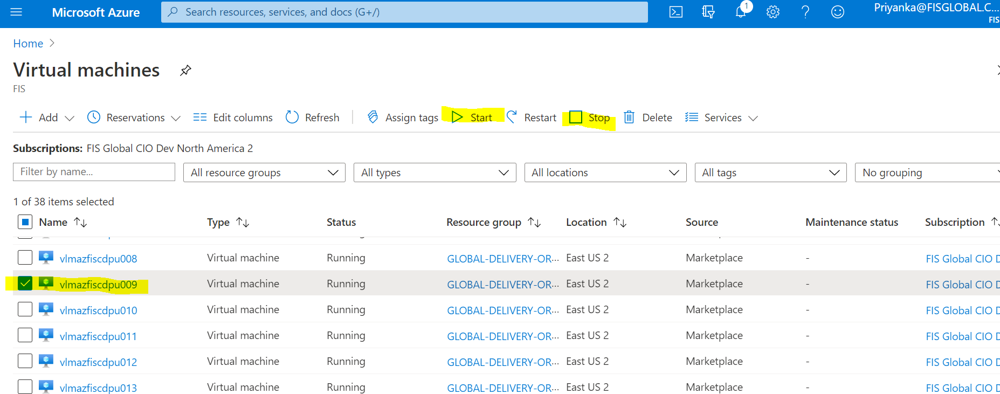 Microsoft Azure
Search resources, services, and docs (G+/)
1
Priyanka@FISGLOBAL.C...
FIS
Home
Virtual machines
FIS
Add
Reservations
Edit columns
Refresh
Assign tags
Start
Restart
Stop
Delete
Services
Subscriptions: FIS Global CIO Dev North America 2
Filter by name...
All resource groups
All types
All locations
All tags
No grouping
1 of 38 items selected
Name Type Status Resource group Location Source Maintenance status Subscription
vlmazfiscdpu008 Virtual machine Running GLOBAL-DELIVERY-OR... East US 2 Marketplace - FIS Global CIO D
vlmazfiscdpu009 Virtual machine Running GLOBAL-DELIVERY-OR... East US 2 Marketplace - FIS Global CIO D
vlmazfiscdpu010 Virtual machine Running GLOBAL-DELIVERY-OR... East US 2 Marketplace - FIS Global CIO D
vlmazfiscdpu011 Virtual machine Running GLOBAL-DELIVERY-OR... East US 2 Marketplace - FIS Global CIO D
vlmazfiscdpu012 Virtual machine Running GLOBAL-DELIVERY-OR... East US 2 Marketplace - FIS Global CIO D
vlmazfiscdpu013 Virtual machine Running GLOBAL-DELIVERY-OR... East US 2 Marketplace - FIS Global CIO D